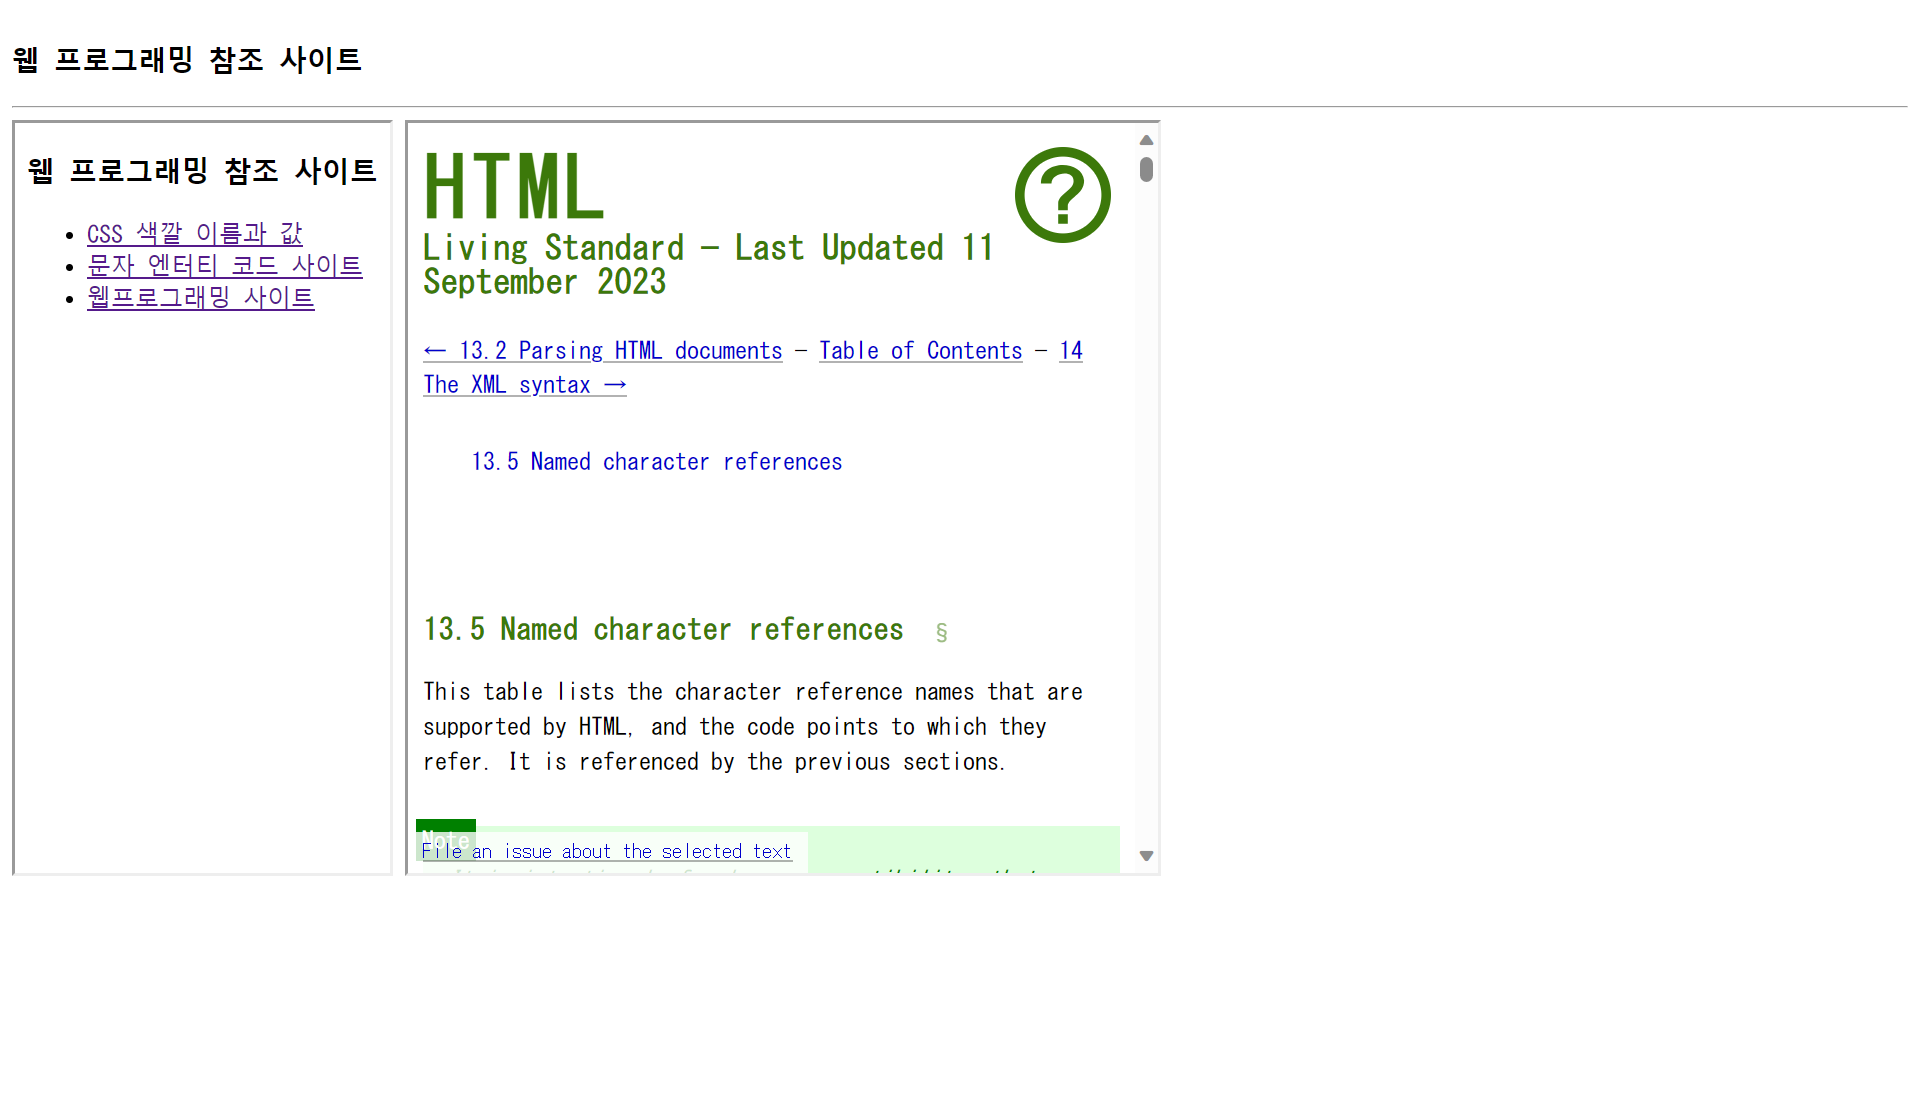 웹 프로그래밍 참조 사이트
웹 프로그래밍 참조 사이트
CSS 색깔 이름과 값
문자 엔터티 코드 사이트
웹프로그래밍 사이트
HTML
Living Standard — Last Updated 11
September 2023
← 13.2 Parsing HTML documents — Table of Contents — 14
The XML syntax →
13.5 Named character references
13.5 Named character references §
This table lists the character reference names that are
supported by HTML, and the code points to which they
refer. It is referenced by the previous sections.
Note
File an issue about the selected text